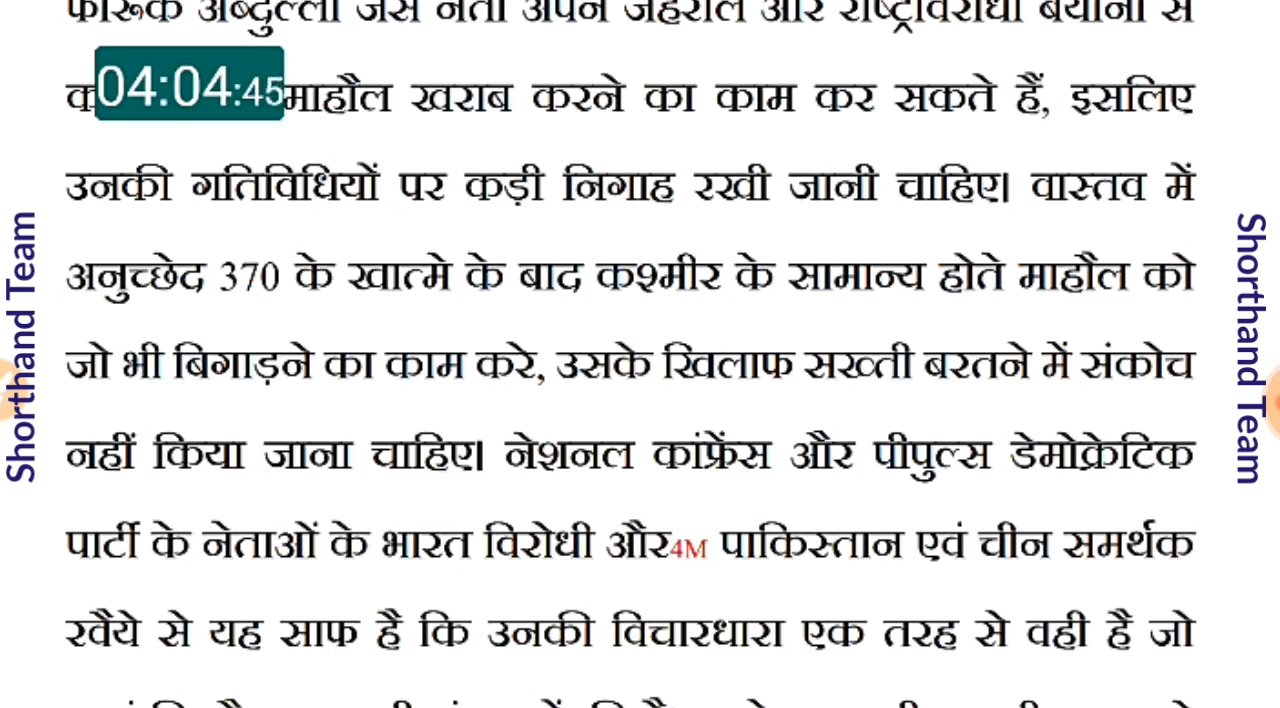 फारूक अब्दुल्ला जैसे नेता अपने जहरीले और राष्ट्रविरोधी बयानों से
04:04:45 माहौल खराब करने का काम कर सकते हैं, इसलिए
उनकी गतिविधियों पर कड़ी निगाह रखी जानी चाहिए। वास्तव में
अनुच्छेद 370 के खात्मे के बाद कश्मीर के सामान्य होते माहौल को
जो भी बिगाड़ने का काम करे, उसके खिलाफ सख्ती बरतने में संकोच
नहीं किया जाना चाहिए। नेशनल कांफ्रेंस और पीपुल्स डेमोक्रेटिक
पार्टी के नेताओं के भारत विरोधी और4M पाकिस्तान एवं चीन समर्थक
रवैये से यह साफ है कि उनकी विचारधारा एक तरह से वही है जो
Shorthand Team
Shorthand Team